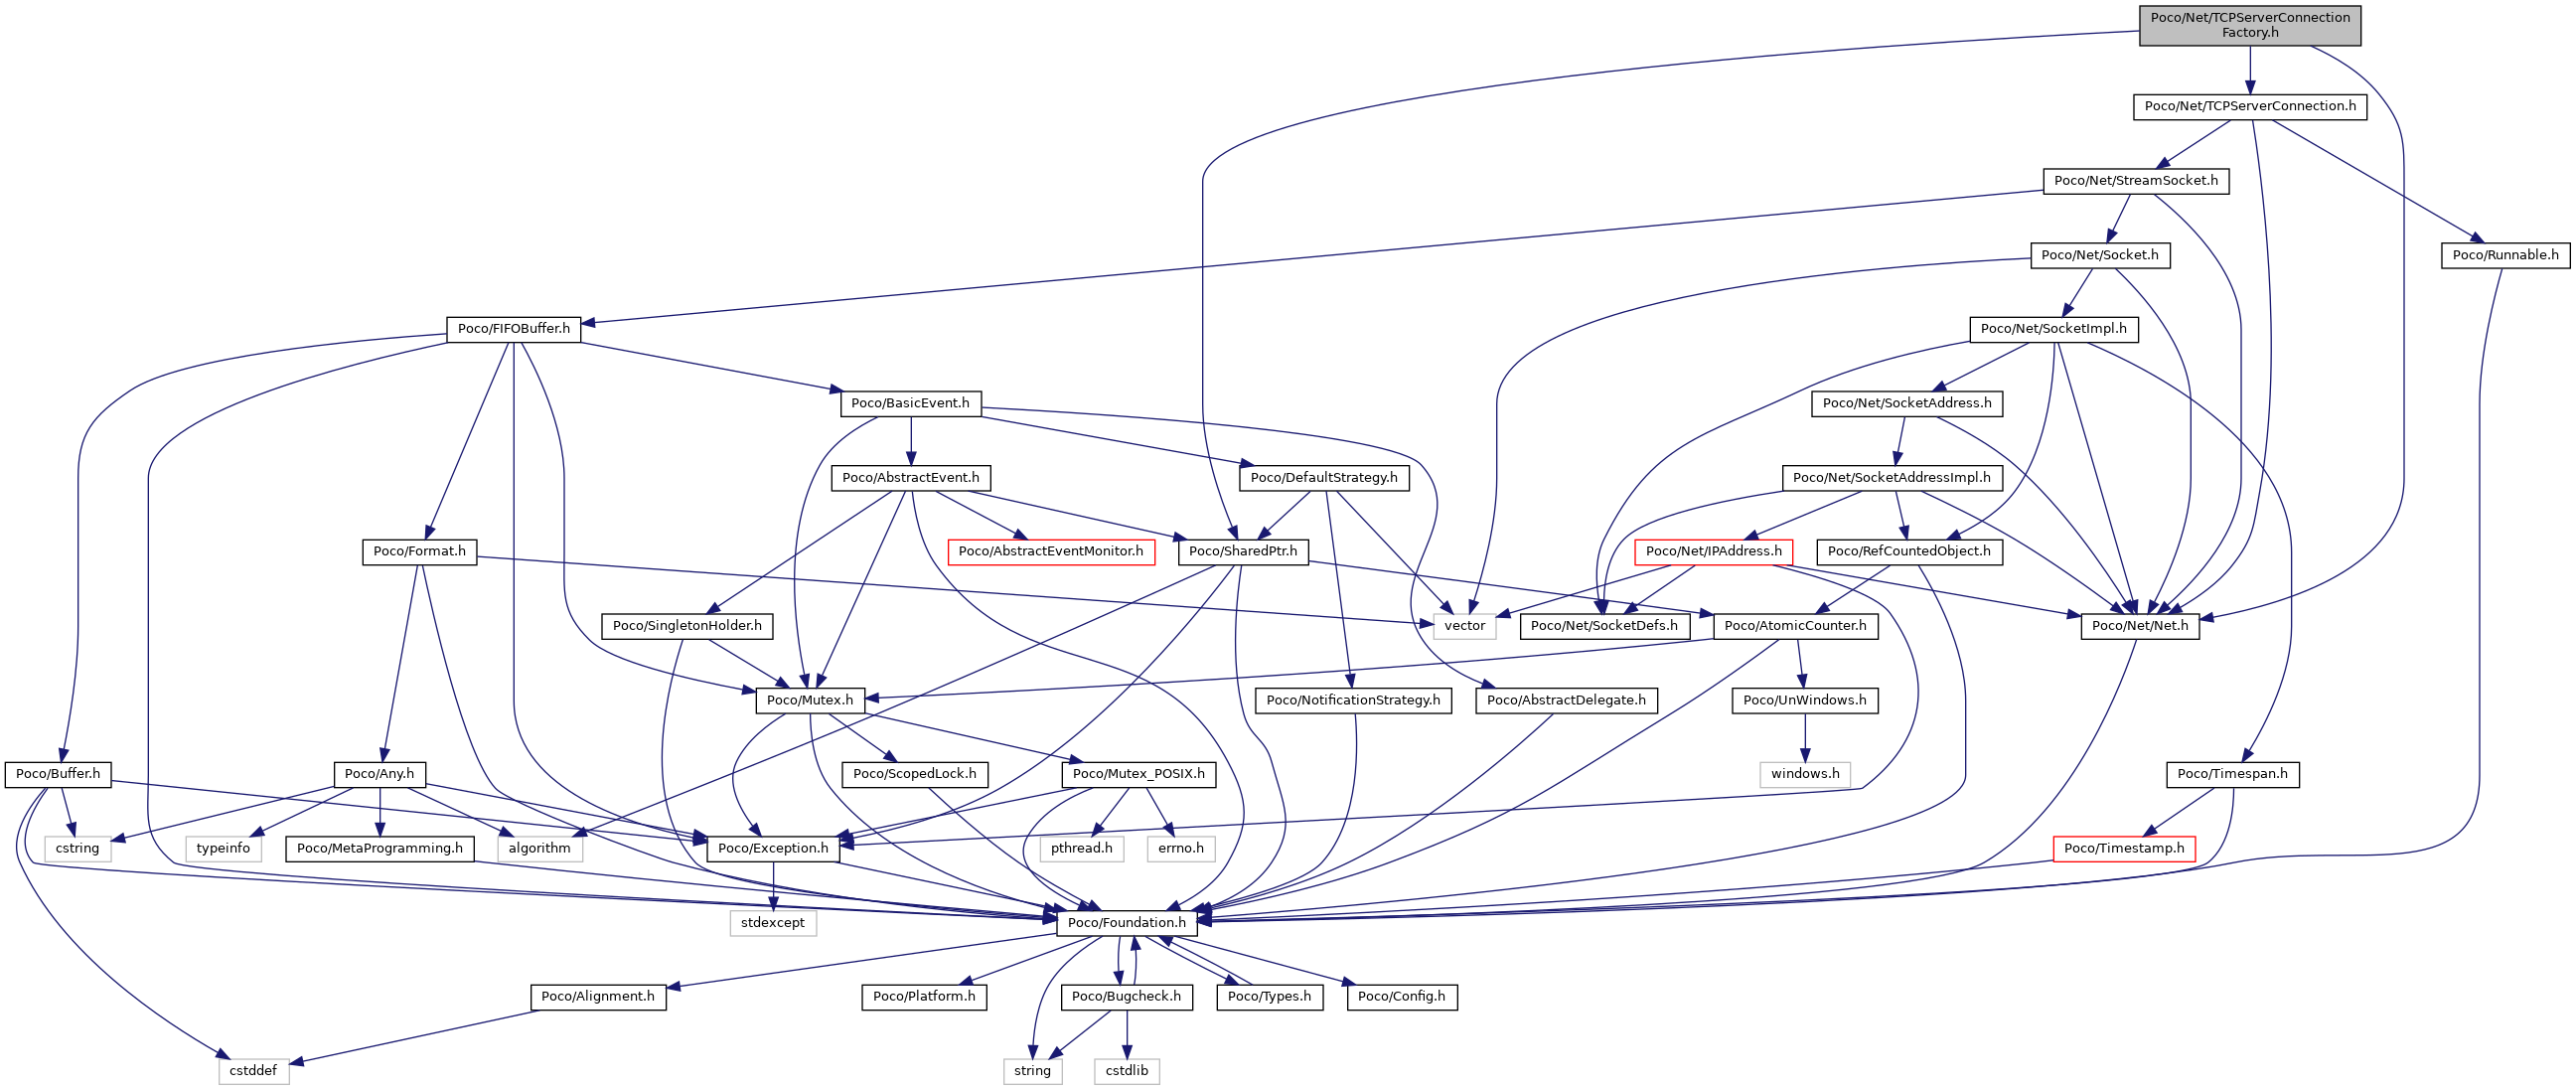 Poco/Net/TCPServerConnection
Factory.h
Poco/Net/TCPServerConnection.h
Poco/Net/StreamSocket.h
Poco/Net/Socket.h
Poco/Runnable.h
Poco/FIFOBuffer.h
Poco/Net/SocketImpl.h
Poco/BasicEvent.h
Poco/Net/SocketAddress.h
Poco/AbstractEvent.h
Poco/DefaultStrategy.h
Poco/Net/SocketAddressImpl.h
Poco/Format.h
Poco/AbstractEventMonitor.h
Poco/SharedPtr.h
Poco/Net/IPAddress.h
Poco/RefCountedObject.h
Poco/SingletonHolder.h
vector
Poco/Net/SocketDefs.h
Poco/AtomicCounter.h
Poco/Net/Net.h
Poco/Mutex.h
Poco/NotificationStrategy.h
Poco/AbstractDelegate.h
Poco/UnWindows.h
Poco/Buffer.h
Poco/Any.h
Poco/ScopedLock.h
Poco/Mutex_POSIX.h
windows.h
Poco/Timespan.h
cstring
typeinfo
Poco/MetaProgramming.h
algorithm
Poco/Exception.h
pthread.h
errno.h
Poco/Timestamp.h
stdexcept
Poco/Foundation.h
Poco/Alignment.h
Poco/Platform.h
Poco/Bugcheck.h
Poco/Types.h
Poco/Config.h
cstddef
string
cstdlib